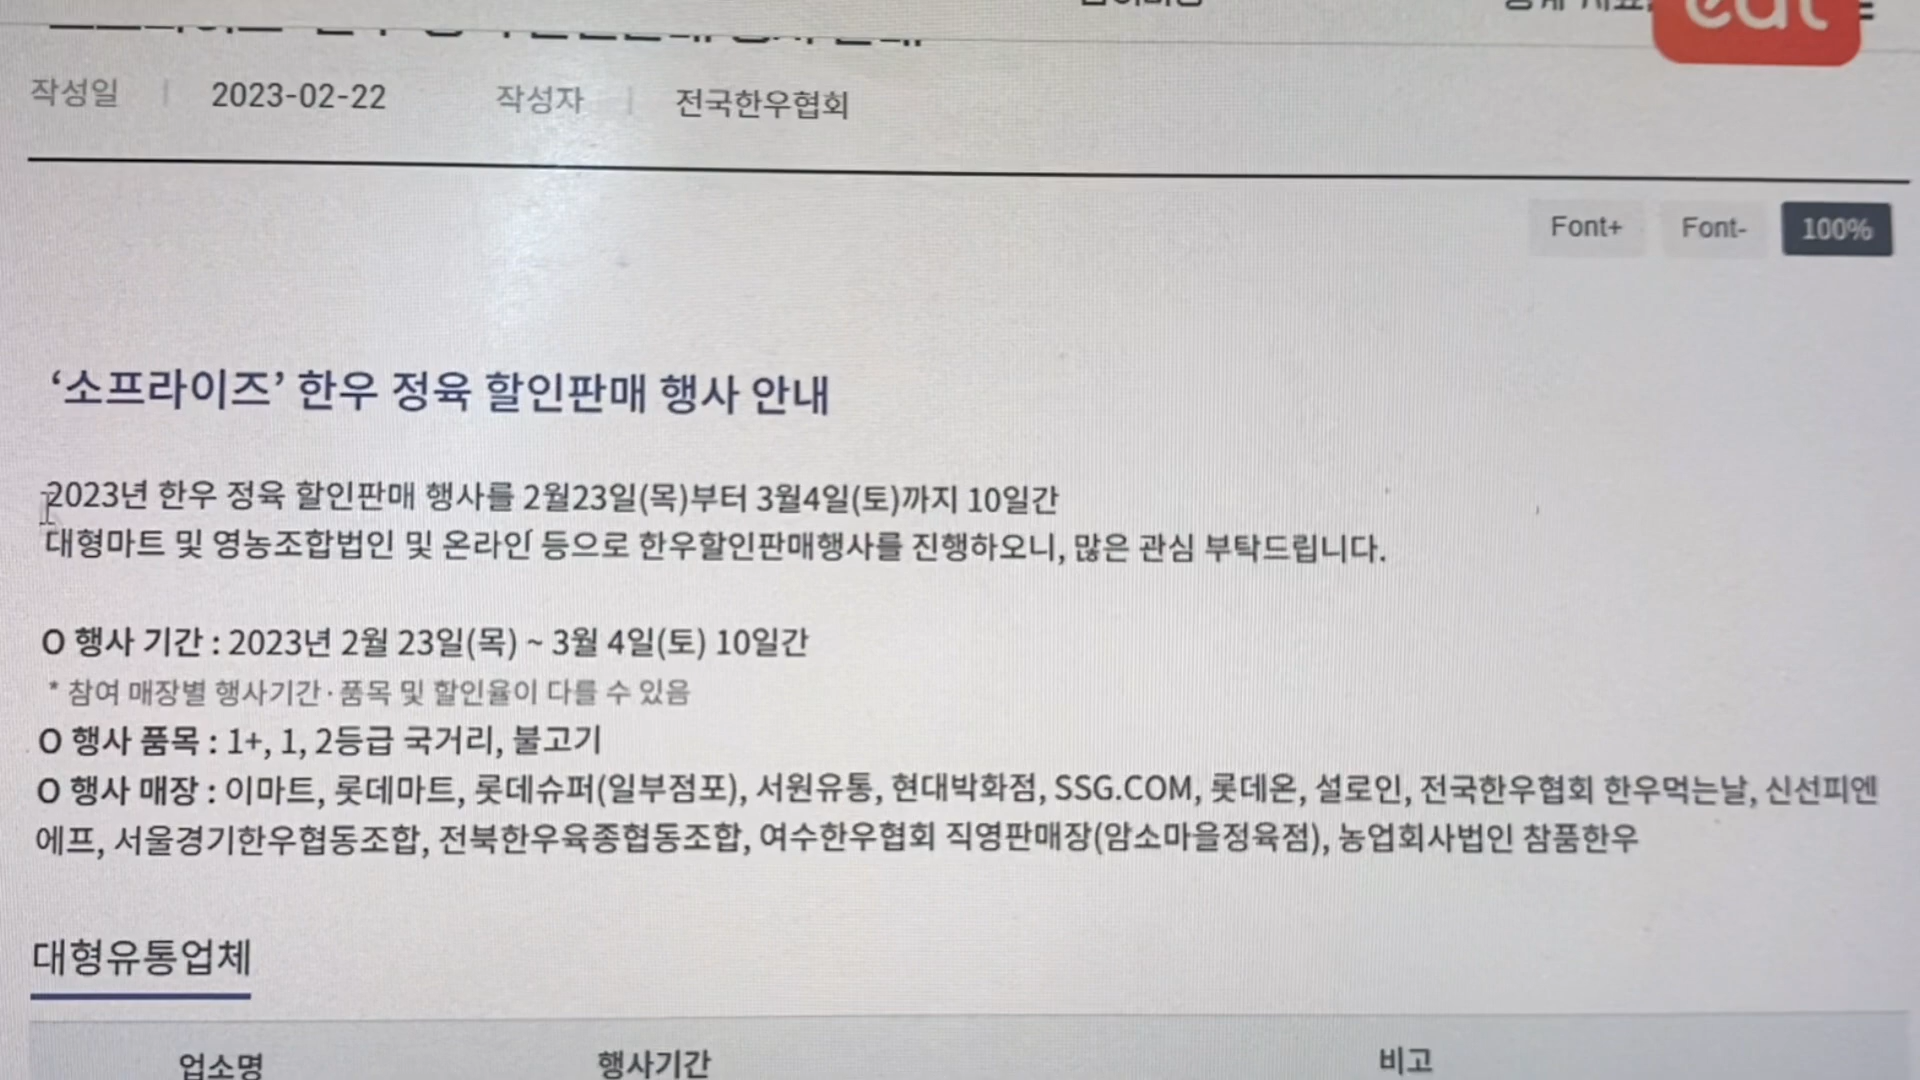 작성일 | 2023-02-22 작성자 | 전국한우협회
Font+ Font- 100%
‘소프라이즈’ 한우 정육 할인판매 행사 안내
2023년 한우 정육 할인판매 행사를 2월23일(목)부터 3월4일(토)까지 10일간
대형마트 및 영농조합법인 및 온라인 등으로 한우할인판매행사를 진행하오니, 많은 관심 부탁드립니다.
O 행사 기간 : 2023년 2월 23일(목) ~ 3월 4일(토) 10일간
* 참여 매장별 행사기간·품목 및 할인율이 다를 수 있음
O 행사 품목 : 1+, 1, 2등급 국거리, 불고기
O 행사 매장 : 이마트, 롯데마트, 롯데슈퍼(일부점포), 서원유통, 현대박화점, SSG.COM, 롯데온, 설로인, 전국한우협회 한우먹는날, 신선피엔
에프, 서울경기한우협동조합, 전북한우육종협동조합, 여수한우협회 직영판매장(암소마을정육점), 농업회사법인 참품한우
대형유통업체
업소명 행사기간 비고